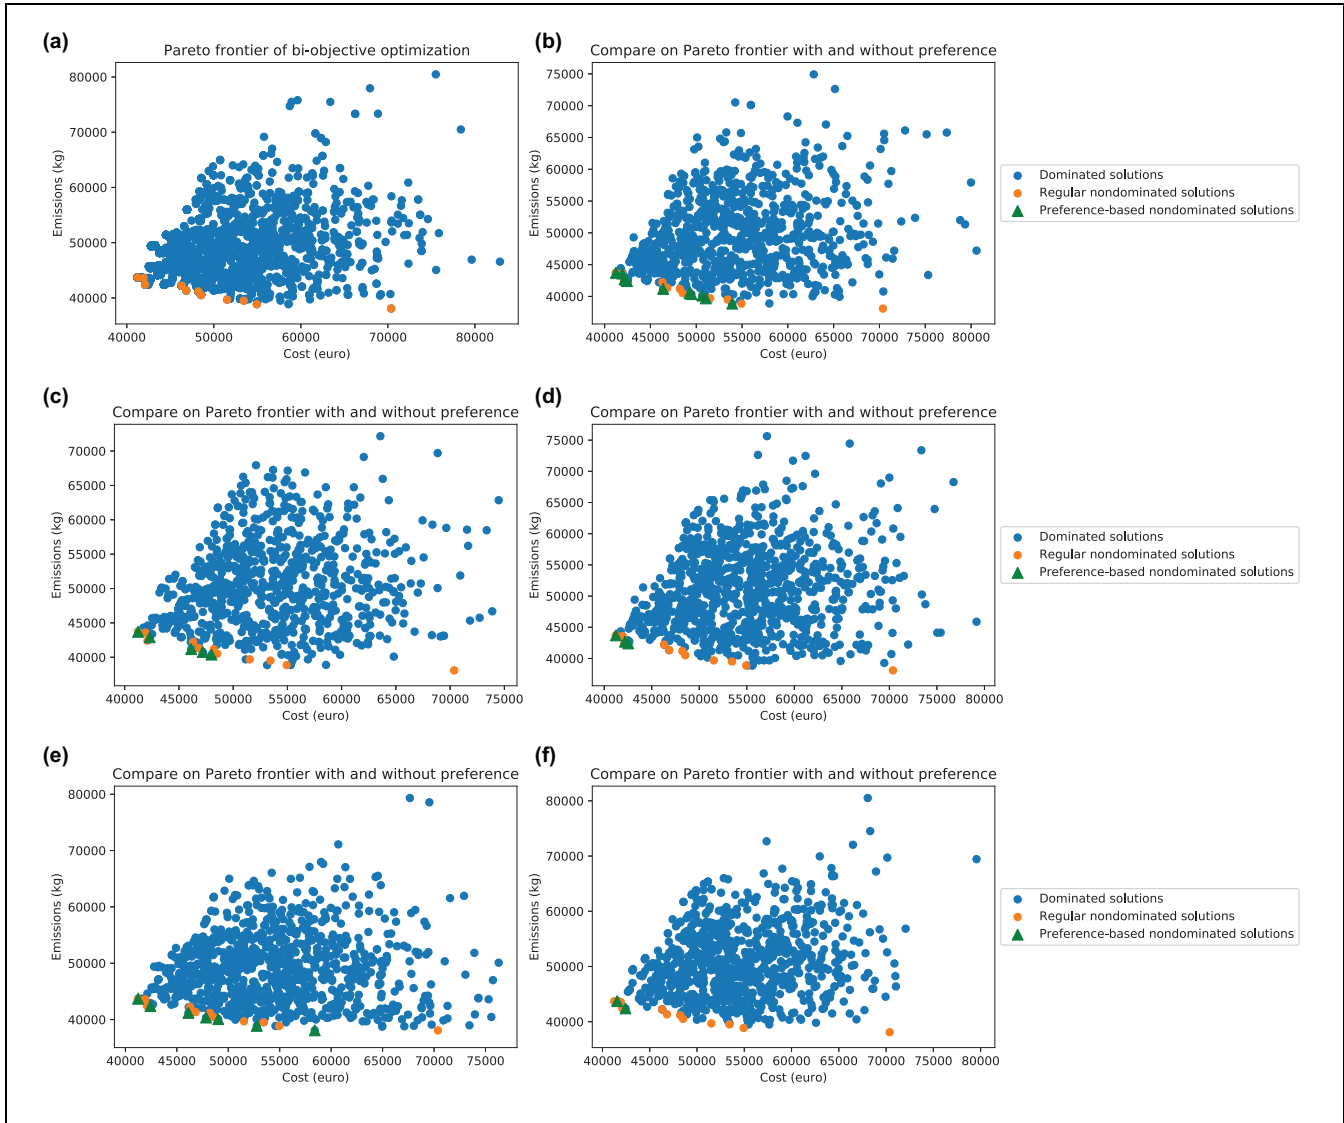 (a)
Pareto frontier of bi-objective optimization
80000
70000
60000
50000
40000
Emissions (kg)
40000 50000 60000 70000 80000
Cost (euro)
(b)
Compare on Pareto frontier with and without preference
75000
70000
65000
60000
55000
50000
45000
40000
Emissions (kg)
40000 45000 50000 55000 60000 65000 70000 75000 80000
Cost (euro)
Dominated solutions
Regular nondominated solutions
Preference-based nondominated solutions
(c)
Compare on Pareto frontier with and without preference
70000
65000
60000
55000
50000
45000
40000
Emissions (kg)
40000 45000 50000 55000 60000 65000 70000 75000
Cost (euro)
(d)
Compare on Pareto frontier with and without preference
75000
70000
65000
60000
55000
50000
45000
40000
Emissions (kg)
40000 45000 50000 55000 60000 65000 70000 75000 80000
Cost (euro)
Dominated solutions
Regular nondominated solutions
Preference-based nondominated solutions
(e)
Compare on Pareto frontier with and without preference
80000
70000
60000
50000
40000
Emissions (kg)
40000 45000 50000 55000 60000 65000 70000 75000
Cost (euro)
(f)
Compare on Pareto frontier with and without preference
80000
70000
60000
50000
40000
Emissions (kg)
40000 45000 50000 55000 60000 65000 70000 75000 80000
Cost (euro)
Dominated solutions
Regular nondominated solutions
Preference-based nondominated solutions